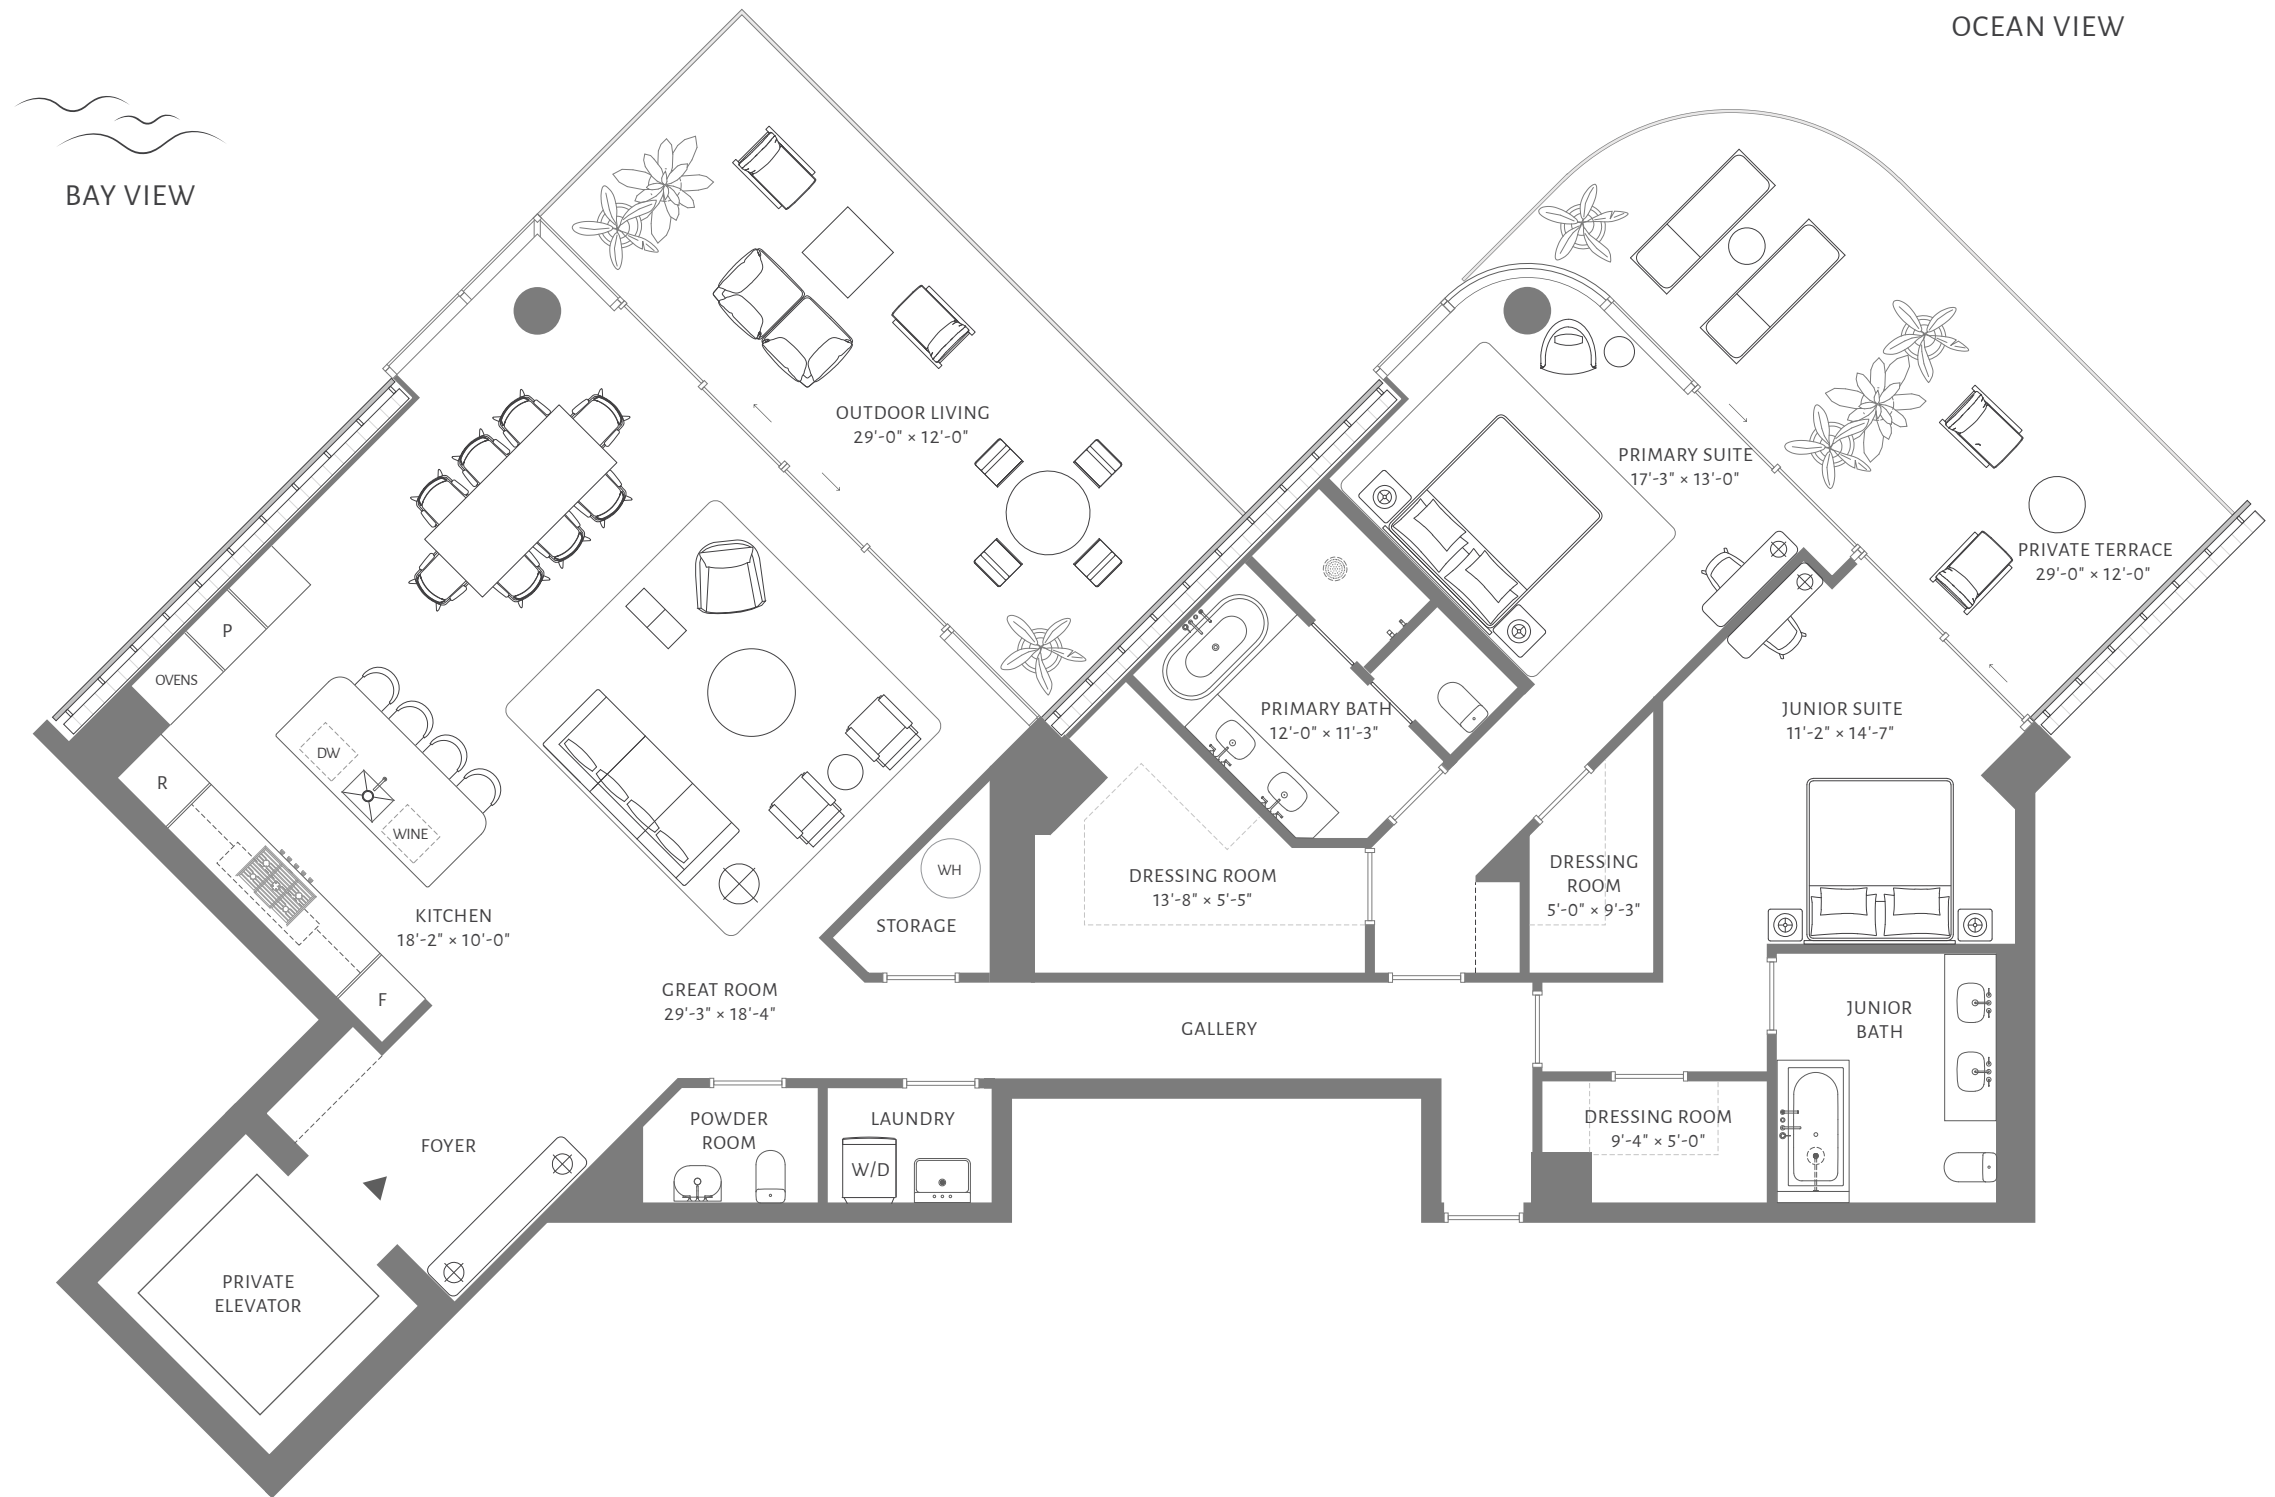 OCEAN VIEW
BAY VIEW
OUTDOOR LIVING
29'-0" × 12'-0"
PRIMARY SUITE
17'-3" × 13'-0"
PRIVATE TERRACE
29'-0" × 12'-0"
P
OVENS
PRIMARY BATH
12'-0" × 11'-3"
JUNIOR SUITE
11'-2" × 14'-7"
DW
R
WINE
WH
DRESSING ROOM
13'-8" × 5'-5"
DRESSING
ROOM
5'-0" × 9'-3"
KITCHEN
18'-2" × 10'-0"
STORAGE
F
GREAT ROOM
29'-3" × 18'-4"
GALLERY
JUNIOR
BATH
FOYER
POWDER
ROOM
LAUNDRY
W/D
DRESSING ROOM
9'-4" × 5'-0"
PRIVATE
ELEVATOR